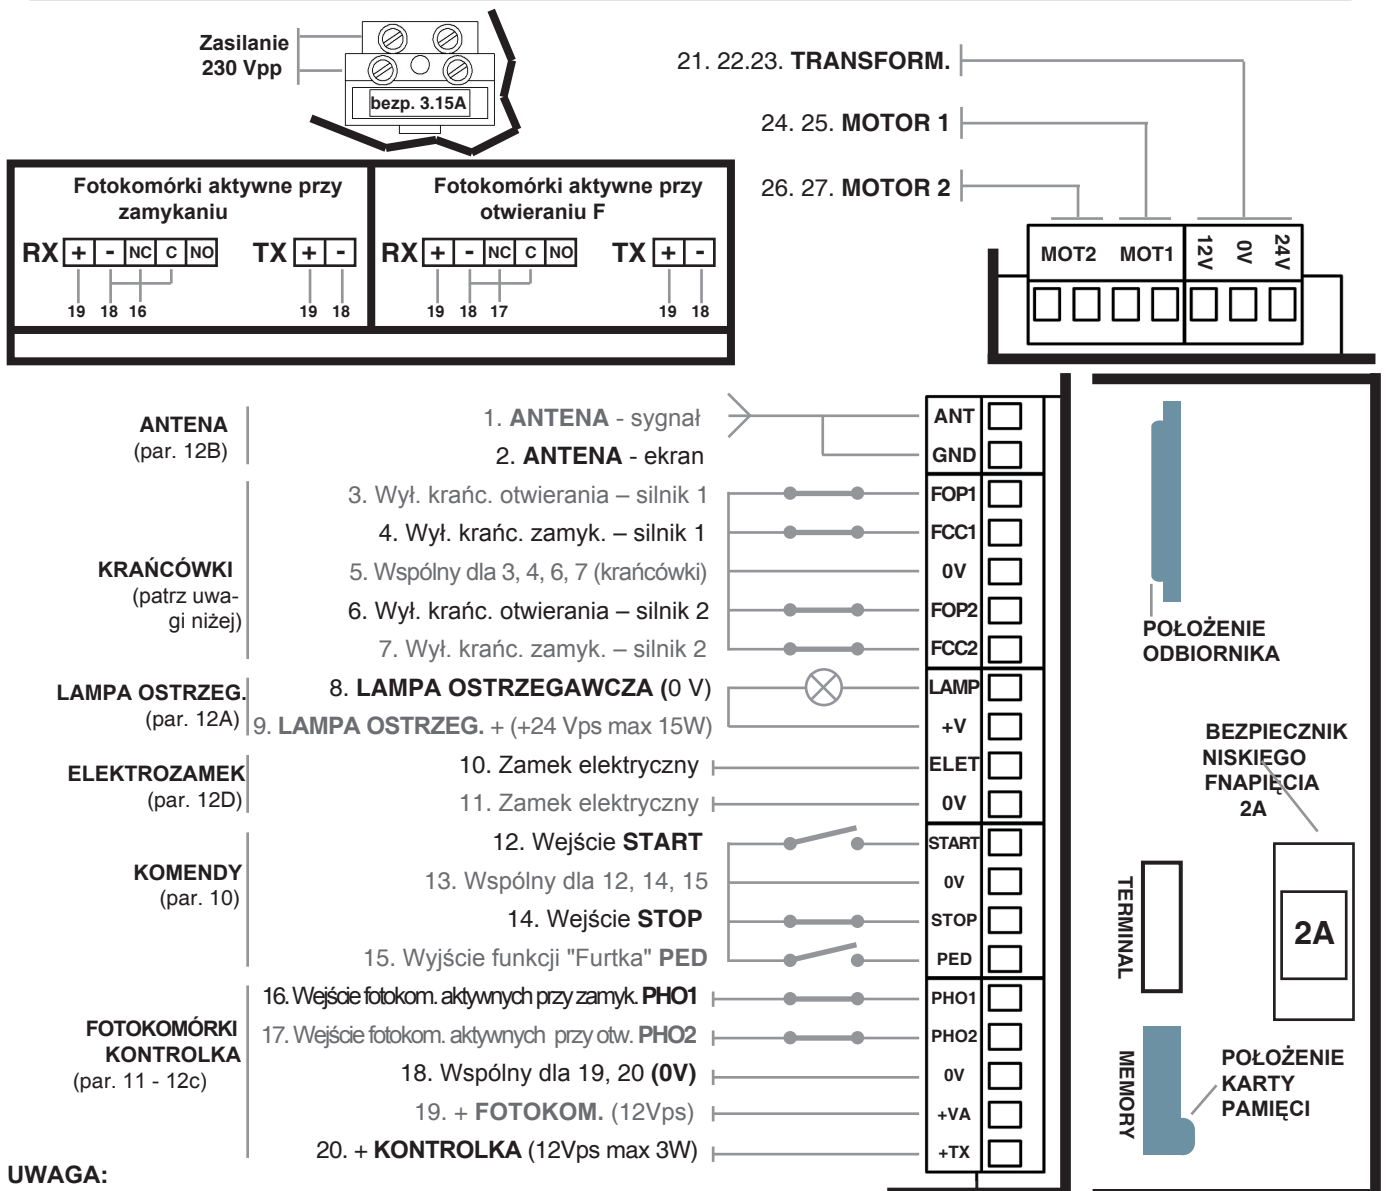 Zasilanie
230 Vpp
bezp. 3.15A
21. 22.23. TRANSFORM.
24. 25. MOTOR 1
26. 27. MOTOR 2
Fotokomórki aktywne przy
zamykaniu
RX + - NC C NO TX + -
19 18 16 19 18
Fotokomórki aktywne przy
otwieraniu F
RX + - NC C NO TX + -
19 18 17 19 18
MOT2 MOT1 12V 0V 24V
ANTENA
(par. 12B)
1. ANTENA - sygnał
ANT
2. ANTENA - ekran
GND
KRAŃCÓWKI
(patrz uwa-
gi niżej)
3. Wył. krańc. otwierania – silnik 1
FOP1
4. Wył. krańc. zamyk. – silnik 1
FCC1
5. Wspólny dla 3, 4, 6, 7 (krańcówki)
0V
6. Wył. krańc. otwierania – silnik 2
FOP2
7. Wył. krańc. zamyk. – silnik 2
FCC2
LAMPA OSTRZEG.
(par. 12A)
8. LAMPA OSTRZEGAWCZA (0 V)
LAMP
9. LAMPA OSTRZEG. + (+24 Vps max 15W)
+V
ELEKTROZAMEK
(par. 12D)
10. Zamek elektryczny
ELET
11. Zamek elektryczny
0V
KOMENDY
(par. 10)
12. Wejście START
START
13. Wspólny dla 12, 14, 15
0V
14. Wejście STOP
STOP
15. Wyjście funkcji "Furtka" PED
PED
FOTOKOMÓRKI
KONTROLKA
(par. 11 - 12c)
16. Wejście fotokom. aktywnych przy zamyk. PHO1
PHO1
17. Wejście fotokom. aktywnych przy otw. PHO2
PHO2
18. Wspólny dla 19, 20 (0V)
0V
19. + FOTOKOM. (12Vps)
+VA
20. + KONTROLKA (12Vps max 3W)
+TX
POŁOŻENIE
ODBIORNIKA
BEZPIECZNIK
NISKIEGO
FNAPIĘCIA
2A
TERMINAL
2A
MEMORY
POŁOŻENIE
KARTY
PAMIĘCI
UWAGA: